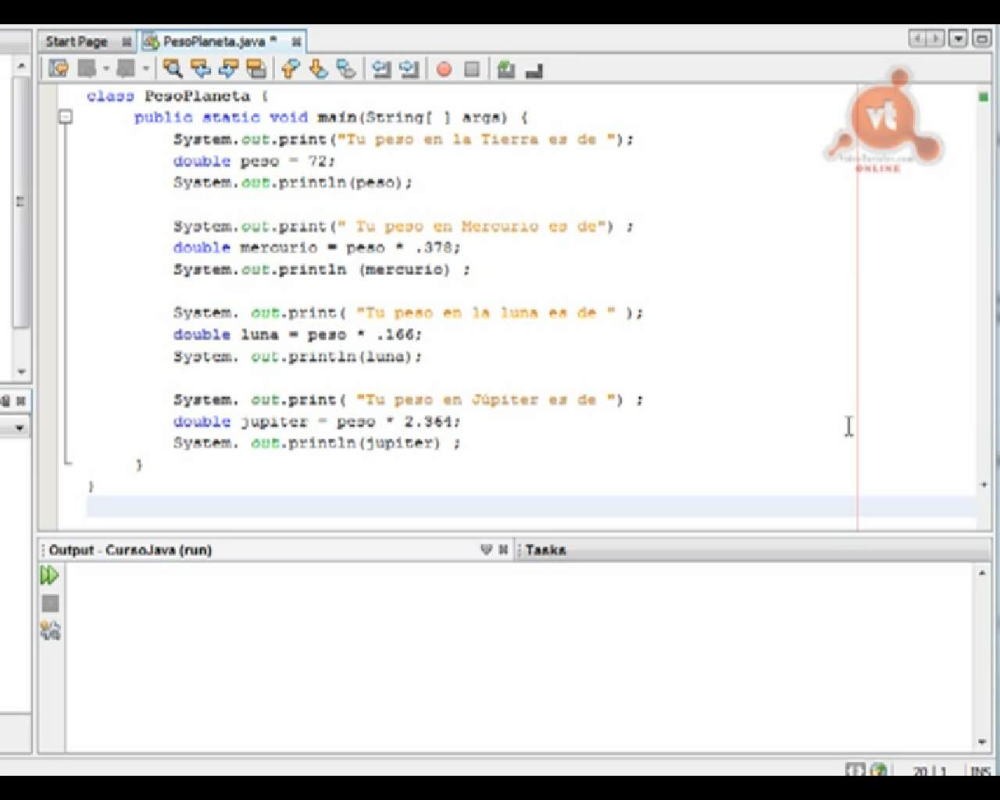 Start Page
PesoPlaneta.java *
class PesoPlaneta {
public static void main(String[ ] args) {
System.out.print("Tu peso en la Tierra es de ");
double peso = 72;
System.out.println(peso);
System.out.print(" Tu peso en Mercurio es de") ;
double mercurio = peso * .378;
System.out.println (mercurio) ;
System. out.print( "Tu peso en la luna es de " );
double luna = peso * .166;
System. out.println(luna);
System. out.print( "Tu peso en Júpiter es de ") ;
double jupiter = peso * 2.364;
System. out.println(jupiter) ;
}
}
vt
ONLINE
Output - CursoJava (run)
Tasks
20 | 1
INS